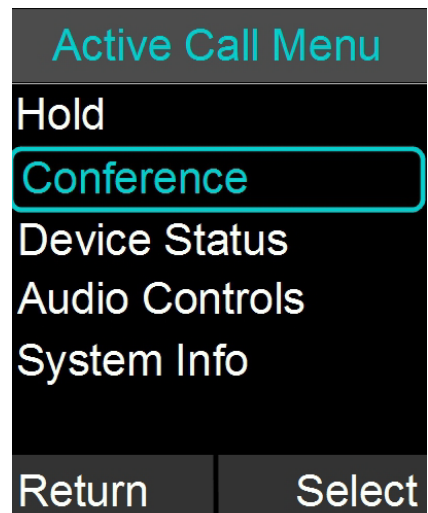 Active Call Menu
Hold
Conference
Device Status
Audio Controls
System Info
Return Select